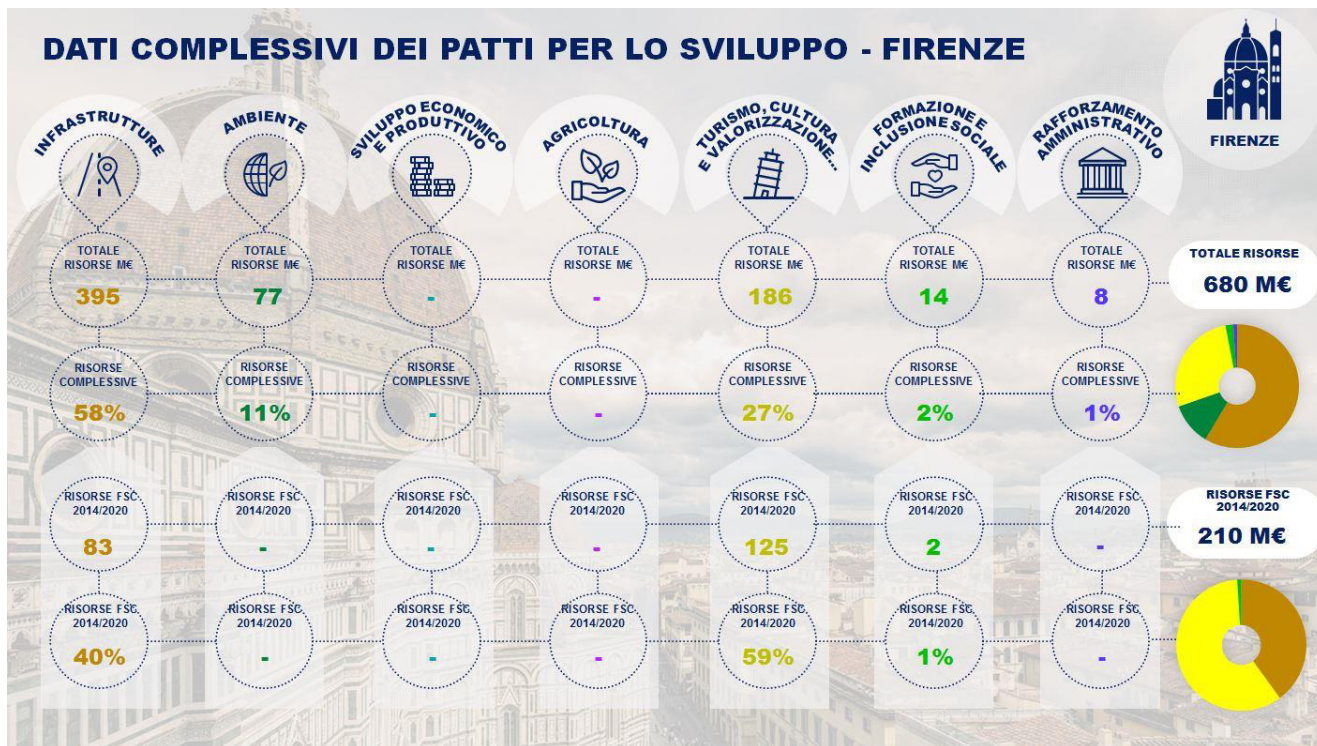 DATI COMPLESSIVI DEI PATTI PER LO SVILUPPO - FIRENZE
FIRENZE
INFRASTRUTTURE
AMBIENTE
SVILUPPO ECONOMICO
E PRODUTTIVO
AGRICOLTURA
TURISMO, CULTURA
E VALORIZZAZIONE...
FORMAZIONE E
INCLUSIONE SOCIALE
RAFFORZAMENTO
AMMINISTRATIVO
TOTALE
RISORSE M€
395
TOTALE
RISORSE M€
77
TOTALE
RISORSE M€
-
TOTALE
RISORSE M€
-
TOTALE
RISORSE M€
186
TOTALE
RISORSE M€
14
TOTALE
RISORSE M€
8
TOTALE RISORSE
680 M€
RISORSE
COMPLESSIVE
58%
RISORSE
COMPLESSIVE
11%
RISORSE
COMPLESSIVE
-
RISORSE
COMPLESSIVE
-
RISORSE
COMPLESSIVE
27%
RISORSE
COMPLESSIVE
2%
RISORSE
COMPLESSIVE
1%
RISORSE FSC
2014/2020
83
RISORSE FSC
2014/2020
-
RISORSE FSC
2014/2020
-
RISORSE FSC
2014/2020
-
RISORSE FSC
2014/2020
125
RISORSE FSC
2014/2020
2
RISORSE FSC
2014/2020
-
RISORSE FSC
2014/2020
210 M€
RISORSE FSC
2014/2020
40%
RISORSE FSC
2014/2020
-
RISORSE FSC
2014/2020
-
RISORSE FSC
2014/2020
-
RISORSE FSC
2014/2020
59%
RISORSE FSC
2014/2020
1%
RISORSE FSC
2014/2020
-